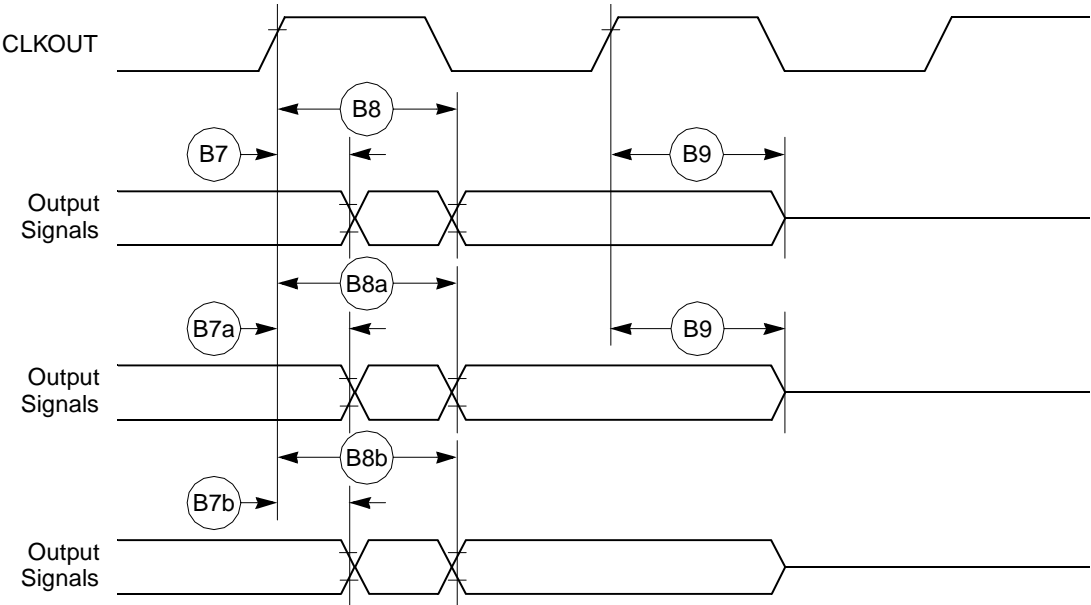 CLKOUT
B8
B7
B9
Output
Signals
B8a
B7a
B9
Output
Signals
B8b
B7b
Output
Signals